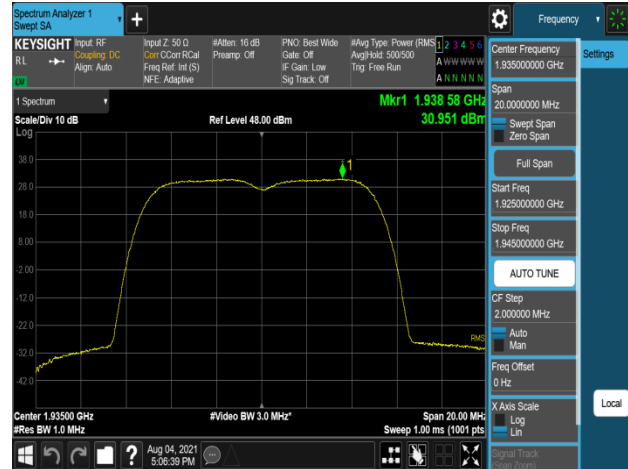 Spectrum Analyzer 1
Swept SA
+
Frequency
KEYSIGHT
RL
Input: RF
Coupling: DC
Align: Auto
Input Z: 50 Ω
Corr CCorr RCal
Freq Ref: Int (S)
NFE: Adaptive
#Atten: 16 dB
Preamp: Off
PNO: Best Wide
Gate: Off
IF Gain: Low
Sig Track: Off
#Avg Type: Power (RMS
Avg|Hold: 500/500
Trig: Free Run
1 2 3 4 5 6
A W W W W W
A N N N N N
LW
1 Spectrum
Scale/Div 10 dB
Ref Level 48.00 dBm
Mkr1 1.938 58 GHz
30.951 dBm
Log
38.0
28.0
18.0
8.00
-2.00
-12.0
-22.0
-32.0
-42.0
1
RMS
Center 1.93500 GHz
#Res BW 1.0 MHz
#Video BW 3.0 MHz*
Span 20.00 MHz
Sweep 1.00 ms (1001 pts
?
Aug 04, 2021
5:06:39 PM
Center Frequency
1.935000000 GHz
Span
20.0000000 MHz
Swept Span
Zero Span
Full Span
Start Freq
1.925000000 GHz
Stop Freq
1.945000000 GHz
AUTO TUNE
CF Step
2.000000 MHz
Auto
Man
Freq Offset
0 Hz
X Axis Scale
Log
Lin
Signal Track
(Span Zoom)
Settings
Local